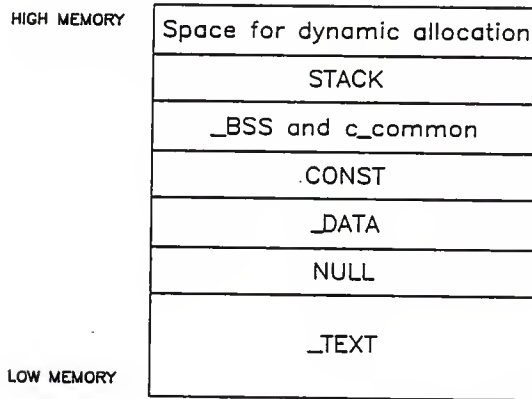 HIGH MEMORY
Space for dynamic allocation
STACK
_BSS and c_common
CONST
_DATA
NULL
_TEXT
LOW MEMORY